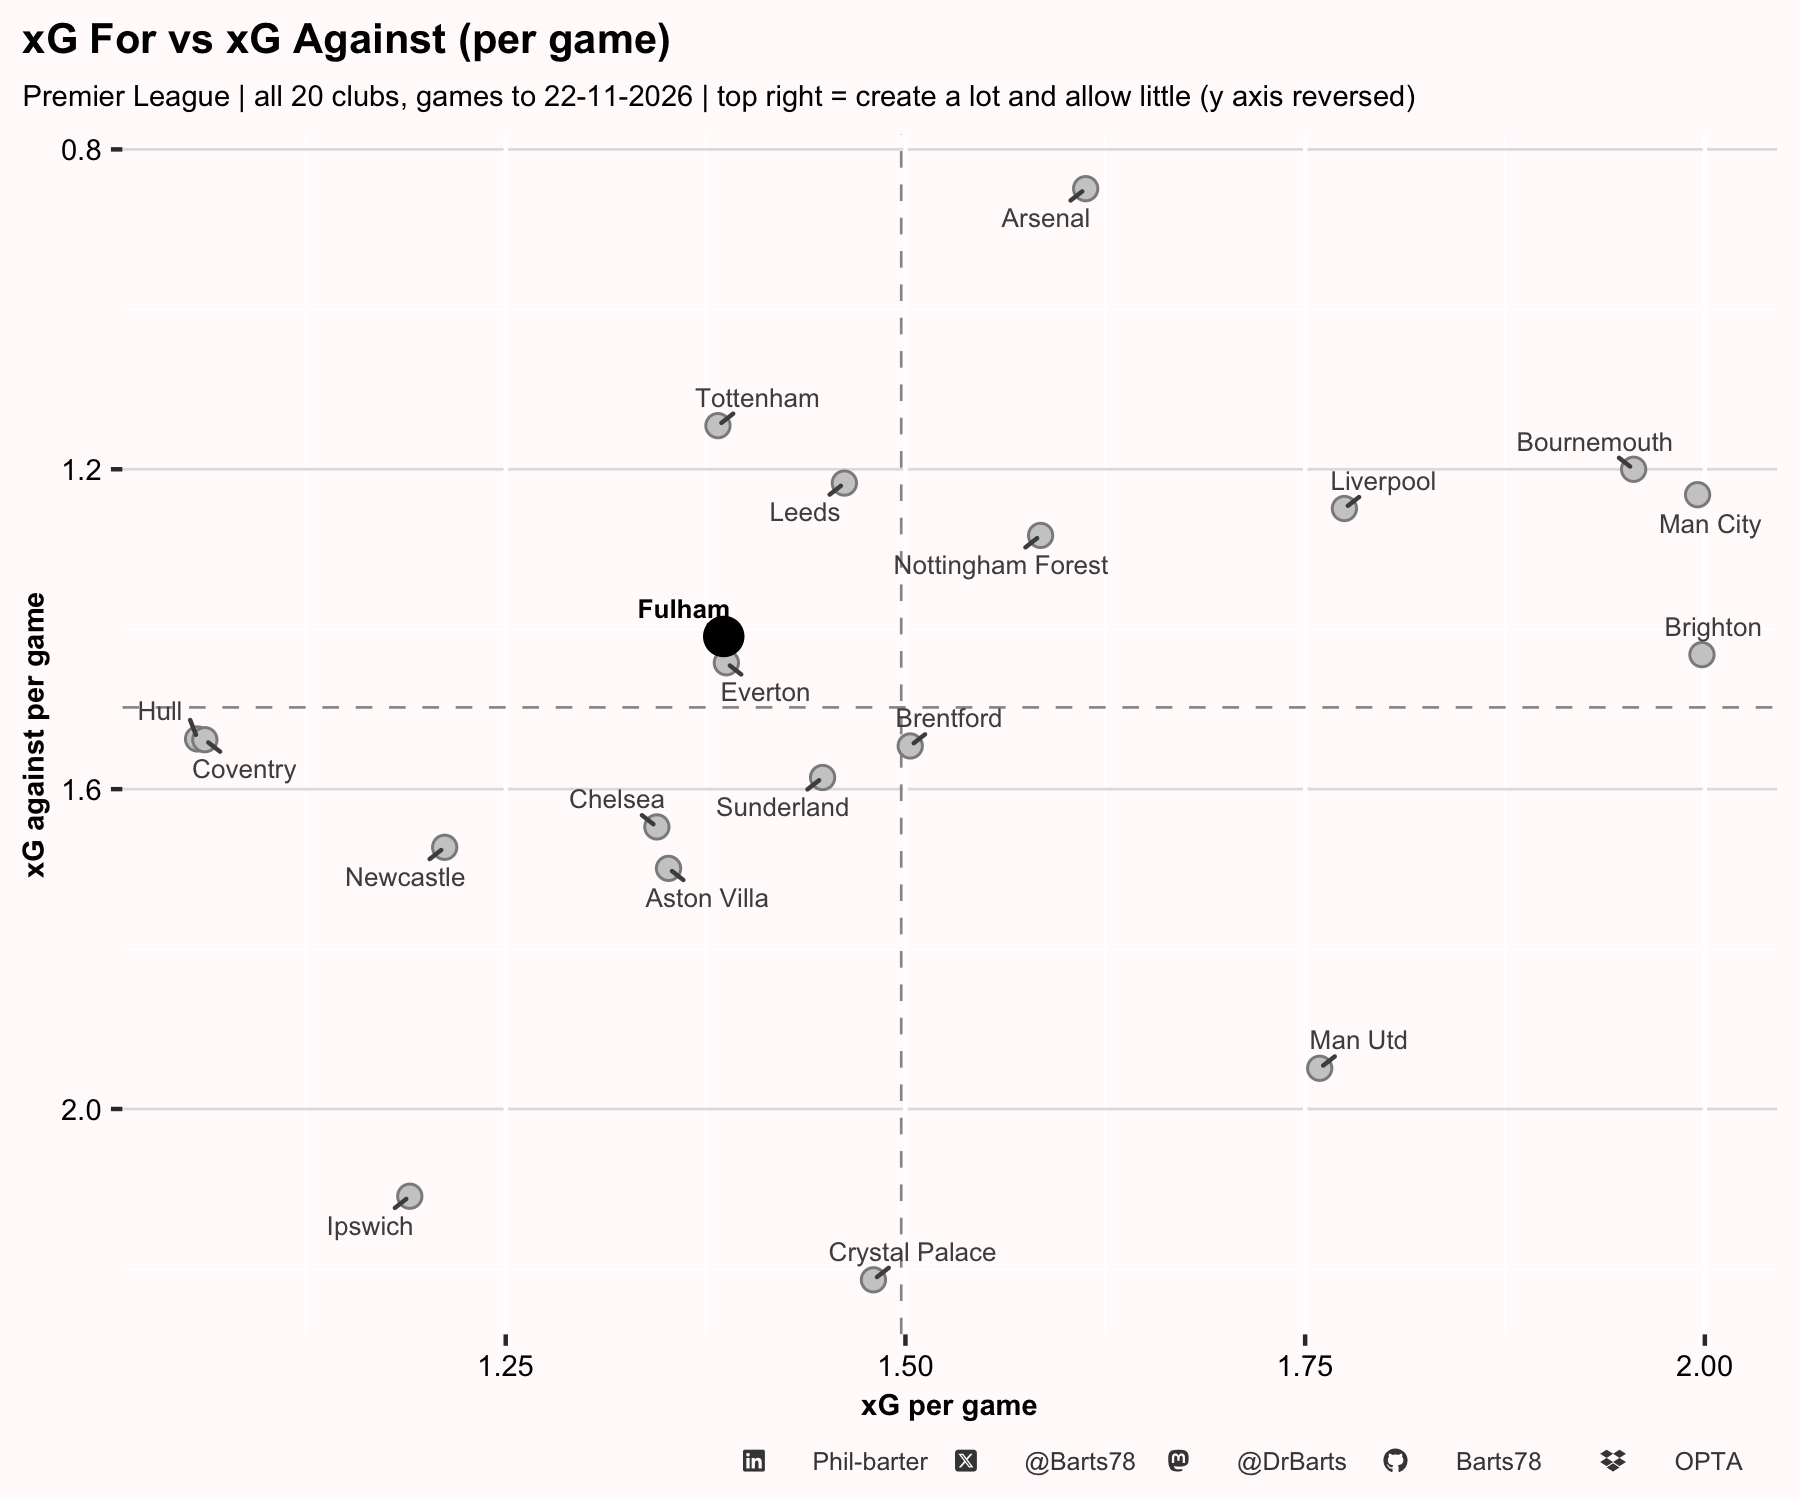 xG For vs xG Against (per game)
Premier League | all 20 clubs, games to 22-11-2026 | top right = create a lot and allow little (y axis reversed)
0.8
Arsenal
Tottenham
Bournemouth
1.2
Liverpool
Leeds
Man City
Nottingham Forest
Fulham
Brighton
Everton
Hull
Brentford
Coventry
1.6
Chelsea
Sunderland
Newcastle
Aston Villa
Man Utd
2.0
Ipswich
Crystal Palace
xG against per game
1.25 1.50 1.75 2.00
xG per game
Phil-barter @Barts78 @DrBarts Barts78 OPTA